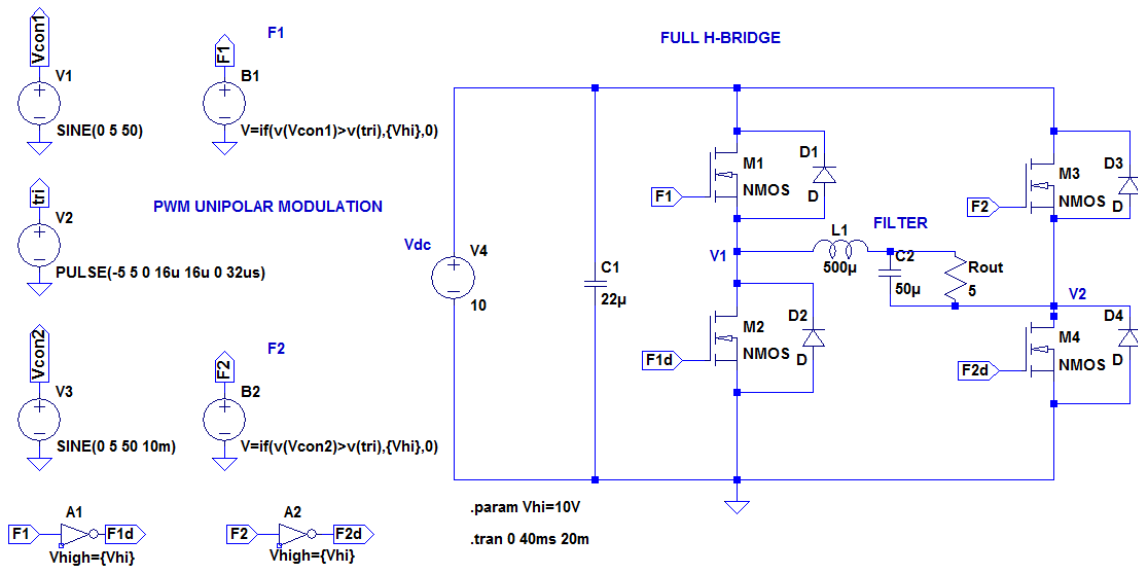 Vcon1
V1
SINE(0 5 50)
F1
F1
B1
V=if(v(Vcon1)>v(tri),{Vhi},0)
tri
V2
PULSE(-5 5 0 16u 16u 0 32us)
PWM UNIPOLAR MODULATION
Vcon2
V3
SINE(0 5 50 10m)
F2
F2
B2
V=if(v(Vcon2)>v(tri),{Vhi},0)
F1
A1
F1d
Vhigh={Vhi}
F2
A2
F2d
Vhigh={Vhi}
FULL H-BRIDGE
Vdc
V4
10
C1
22µ
F1
M1
NMOS
D1
D
F2
M3
NMOS
D3
D
V1
L1
500µ
FILTER
C2
50µ
Rout
5
V2
F1d
M2
NMOS
D2
D
F2d
M4
NMOS
D4
D
.param Vhi=10V
.tran 0 40ms 20m